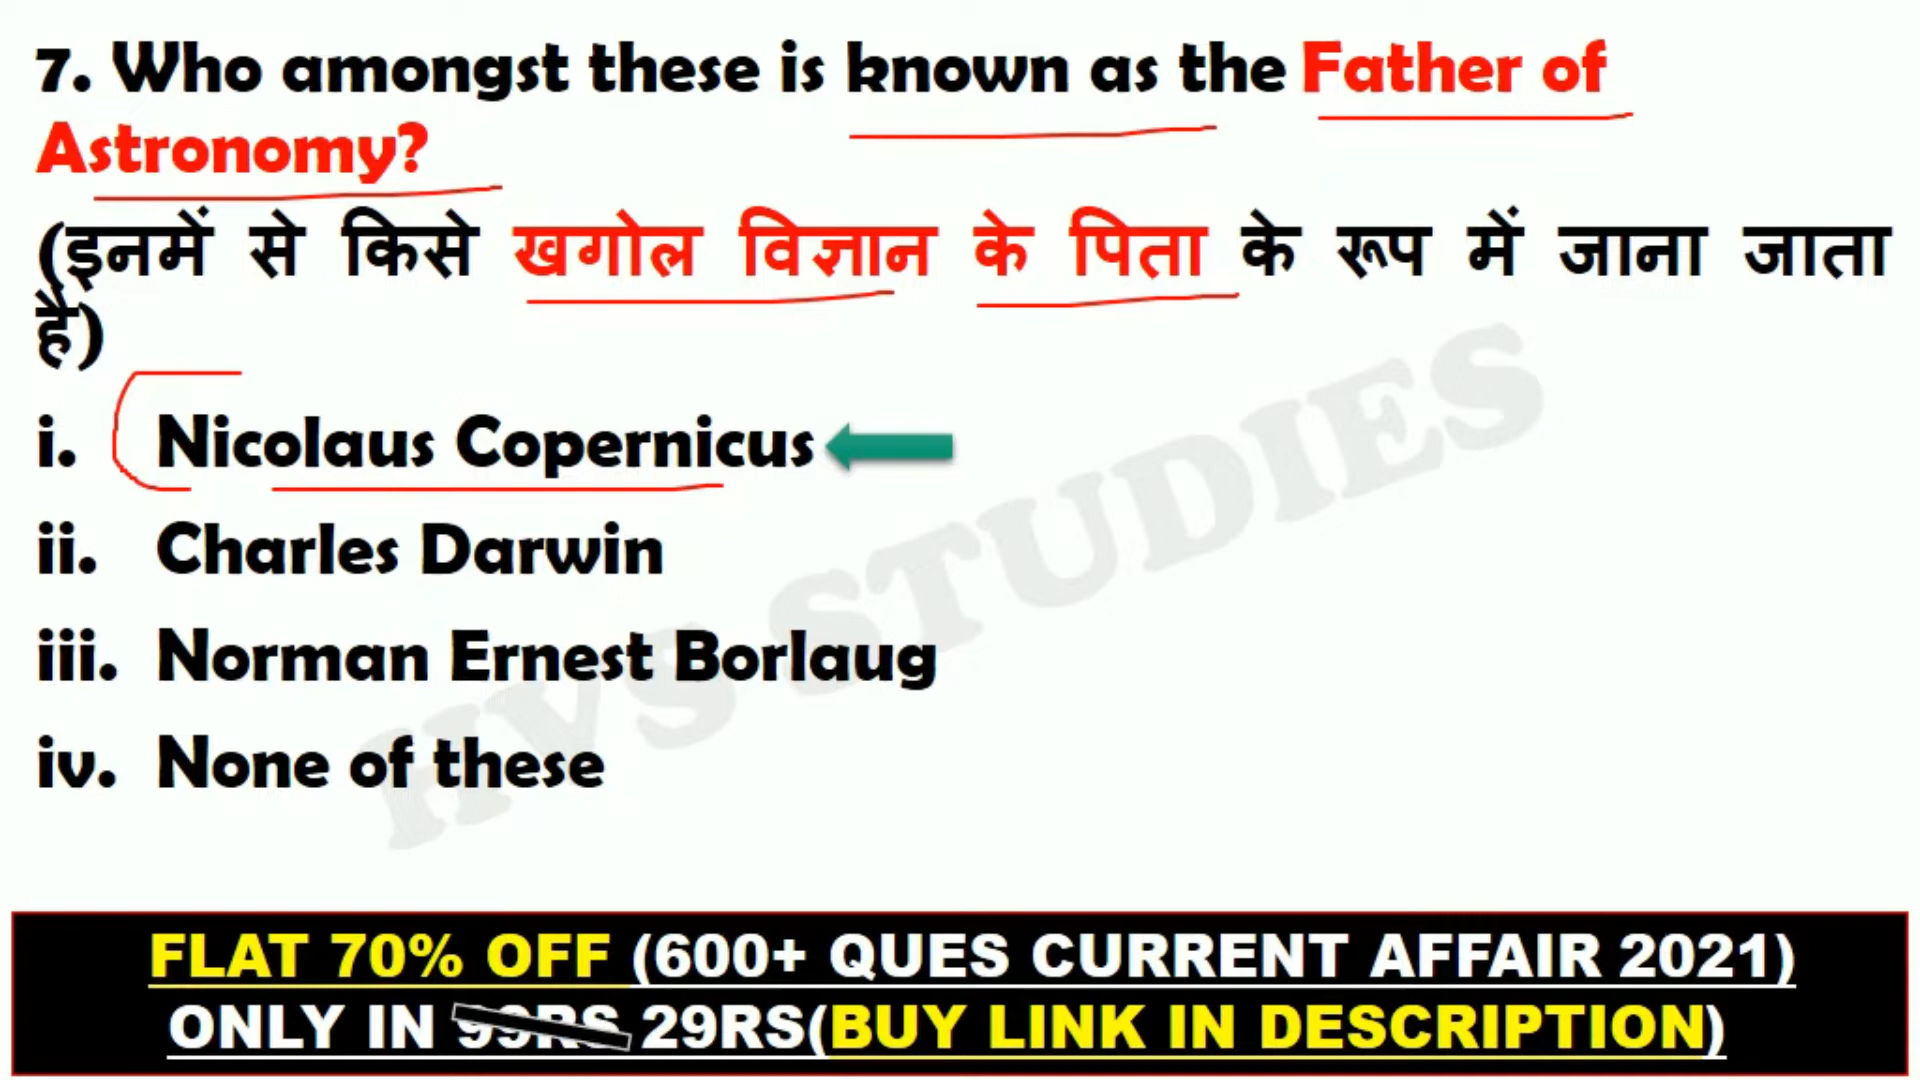 7. Who amongst these is known as the Father of
Astronomy?
(इनमें से किसे खगोल विज्ञान के पिता के रूप में जाना जाता
है)
i. Nicolaus Copernicus
ii. Charles Darwin
iii. Norman Ernest Borlaug
iv. None of these
HVS STUDIES
FLAT 70% OFF (600+ QUES CURRENT AFFAIR 2021)
ONLY IN 99RS 29RS(BUY LINK IN DESCRIPTION)